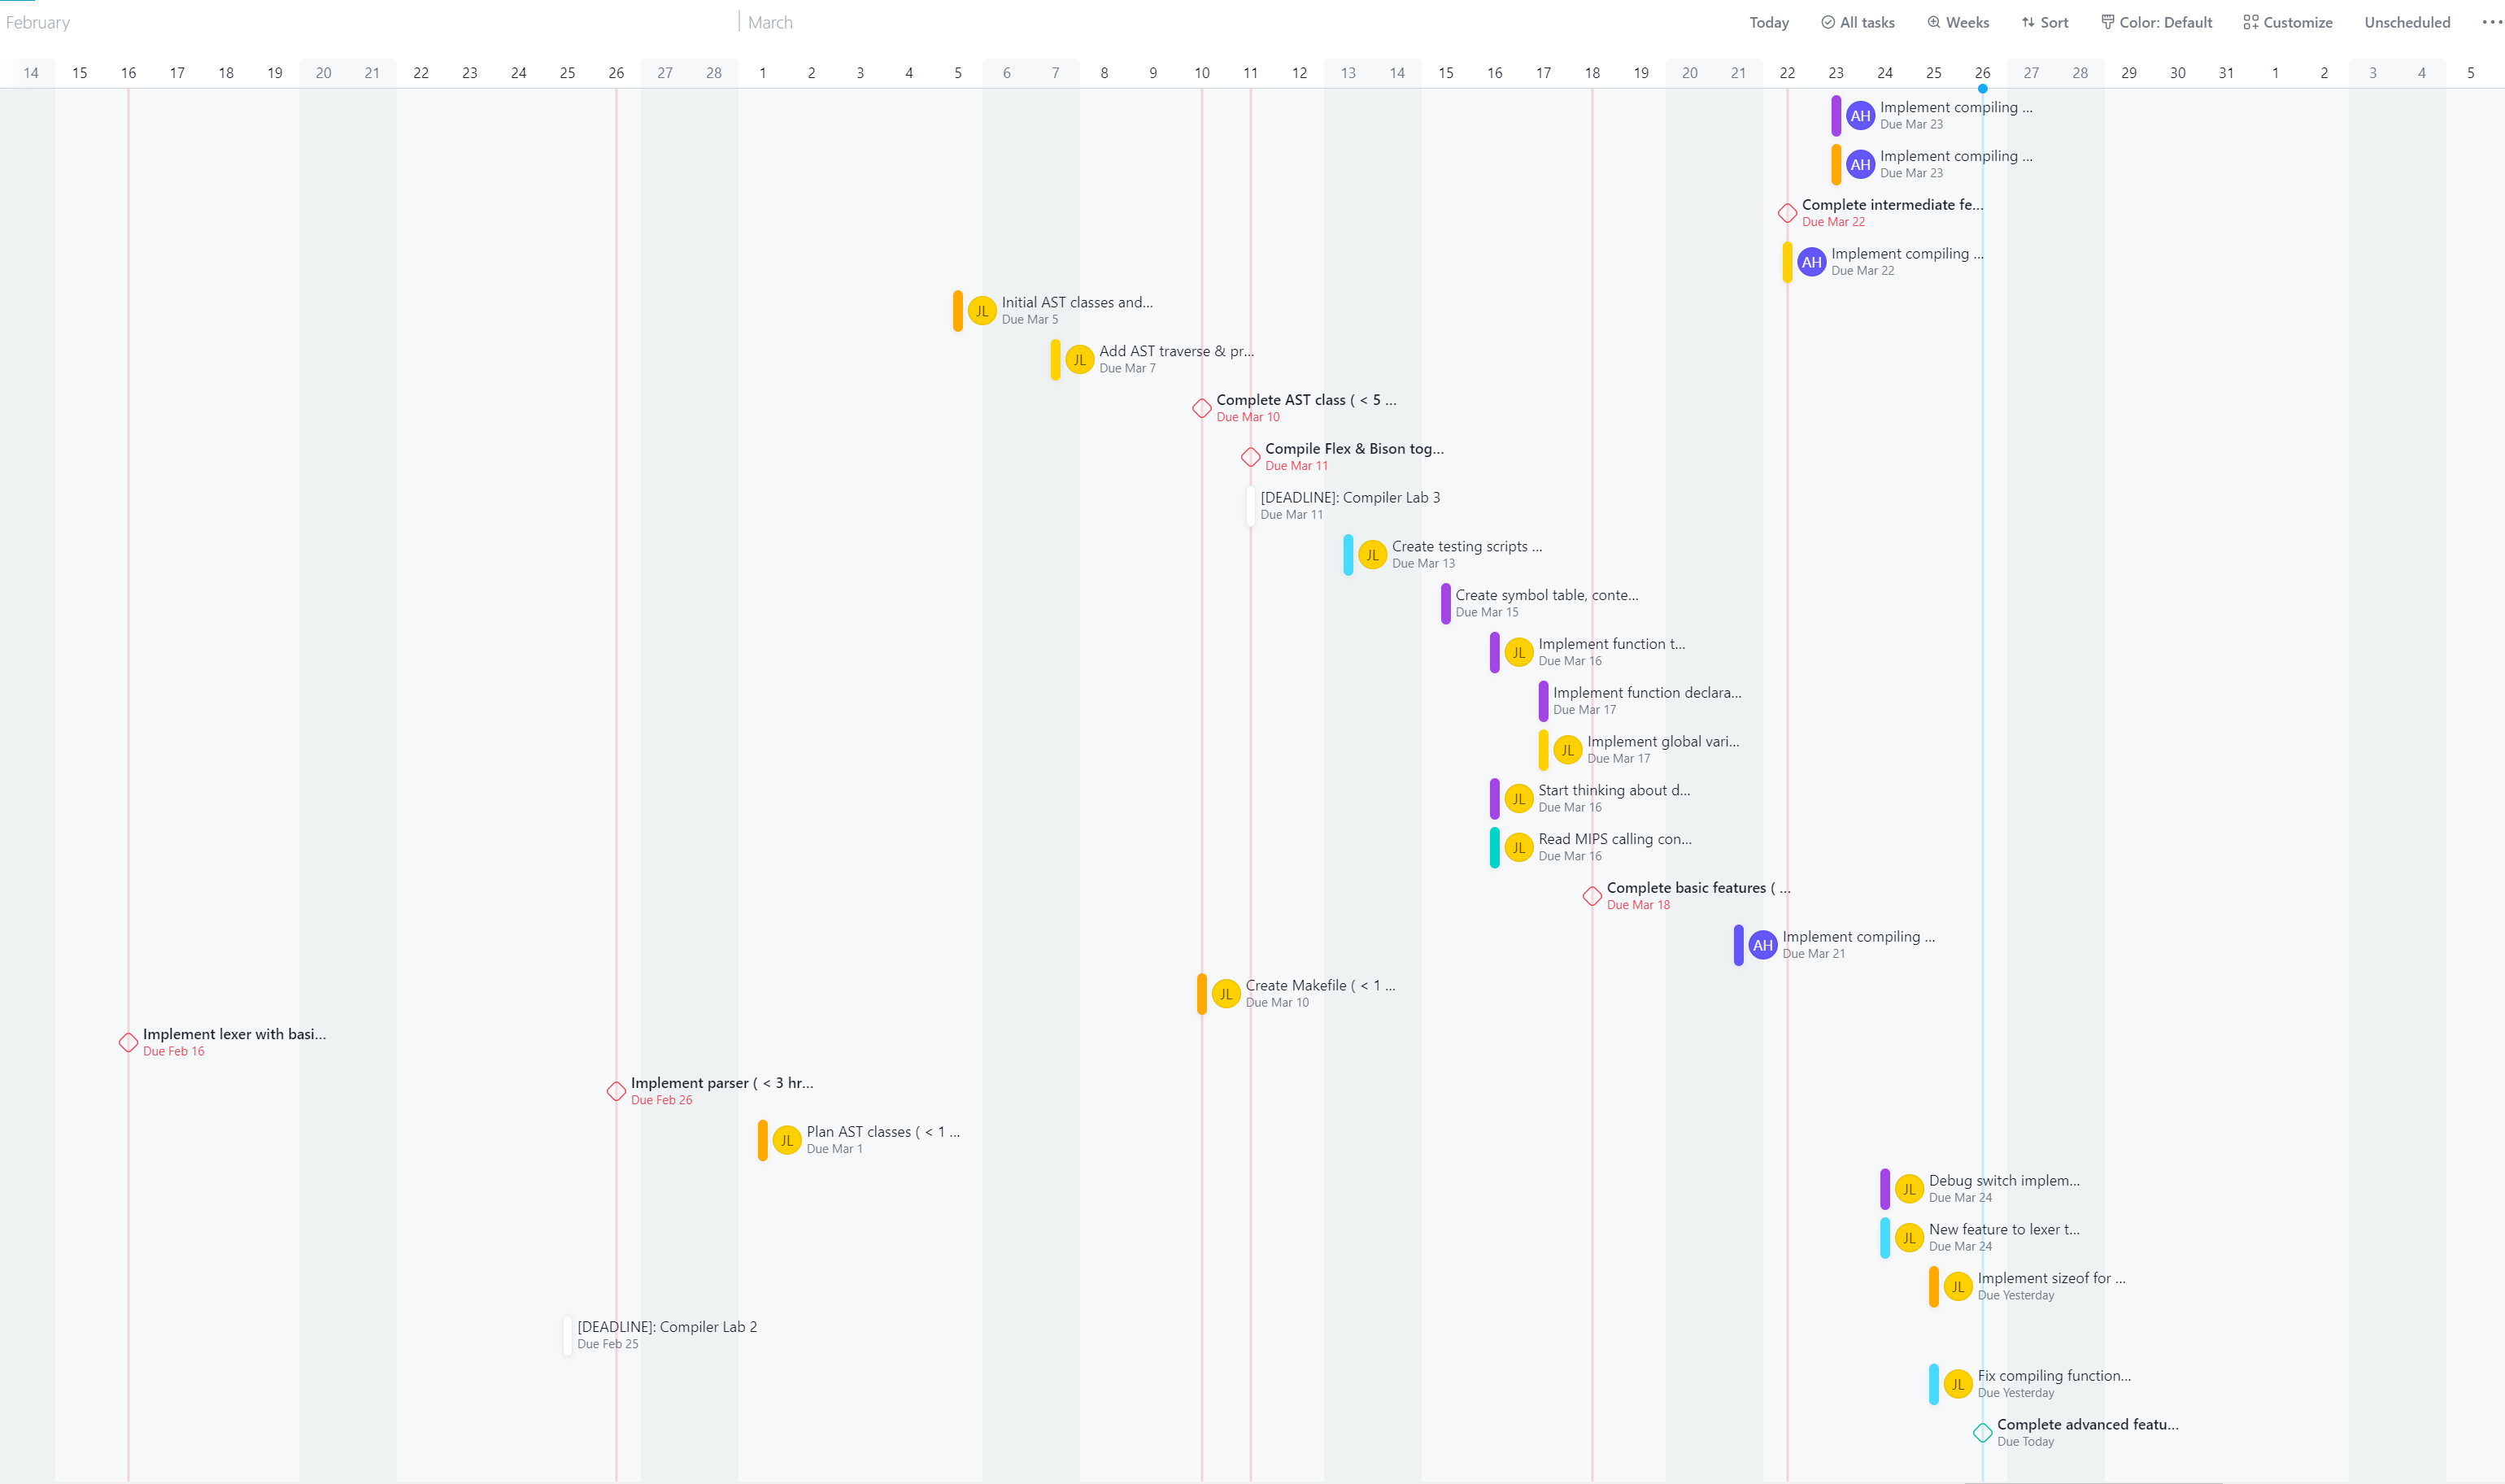 February
March
Today
All tasks
Weeks
Sort
Color: Default
Customize
Unscheduled
14 15 16 17 18 19 20 21 22 23 24 25 26 27 28 1 2 3 4 5 6 7 8 9 10 11 12 13 14 15 16 17 18 19 20 21 22 23 24 25 26 27 28 29 30 31 1 2 3 4 5
AH
Implement compiling ...
Due Mar 23
AH
Implement compiling ...
Due Mar 23
Complete intermediate fe...
Due Mar 22
AH
Implement compiling ...
Due Mar 22
JL
Initial AST classes and...
Due Mar 5
JL
Add AST traverse & pr...
Due Mar 7
Complete AST class ( < 5 ...
Due Mar 10
Compile Flex & Bison tog...
Due Mar 11
[DEADLINE]: Compiler Lab 3
Due Mar 11
JL
Create testing scripts ...
Due Mar 13
Create symbol table, conte...
Due Mar 15
JL
Implement function t...
Due Mar 16
Implement function declara...
Due Mar 17
JL
Implement global vari...
Due Mar 17
JL
Start thinking about d...
Due Mar 16
JL
Read MIPS calling con...
Due Mar 16
Complete basic features ( ...
Due Mar 18
AH
Implement compiling ...
Due Mar 21
JL
Create Makefile ( < 1 ...
Due Mar 10
Implement lexer with basi...
Due Feb 16
Implement parser ( < 3 hr...
Due Feb 26
JL
Plan AST classes ( < 1 ...
Due Mar 1
JL
Debug switch implem...
Due Mar 24
JL
New feature to lexer t...
Due Mar 24
JL
Implement sizeof for ...
Due Yesterday
[DEADLINE]: Compiler Lab 2
Due Feb 25
JL
Fix compiling function...
Due Yesterday
Complete advanced featu...
Due Today